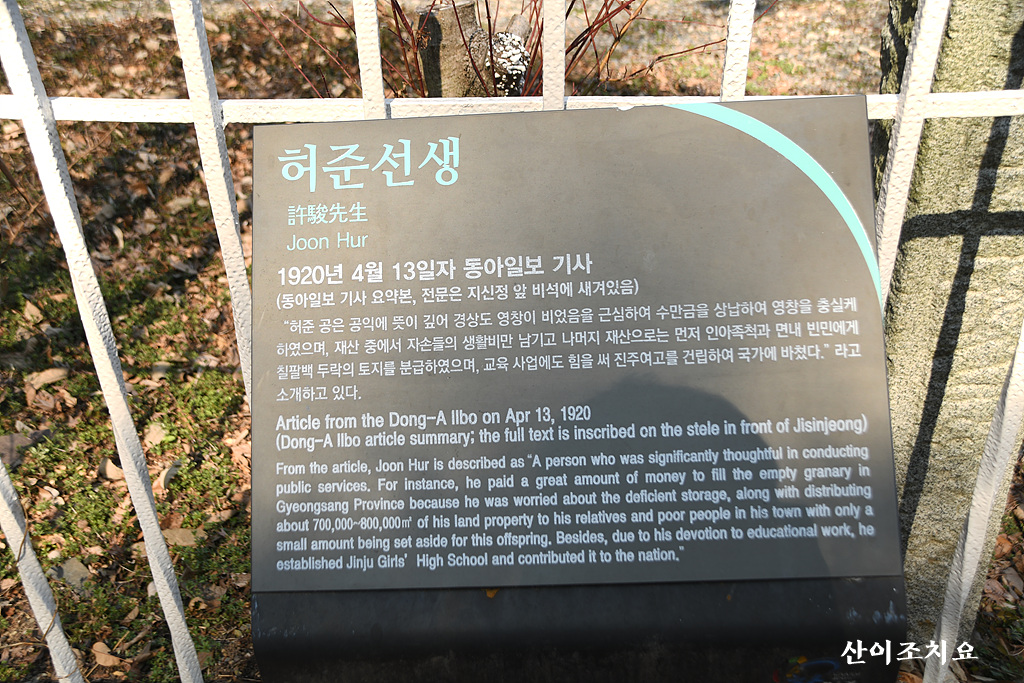 허준선생
許駿先生
Joon Hur
1920년 4월 13일자 동아일보 기사
(동아일보 기사 요약본, 전문은 지신정 앞 비석에 새겨있음)
“허준 공은 공익에 뜻이 깊어 경상도 영창이 비었음을 근심하여 수만금을 상납하여 영창을 충실케
하였으며, 재산 중에서 자손들의 생활비만 남기고 나머지 재산으로는 먼저 인아족척과 면내 빈민에게
칠팔백 두락의 토지를 분급하였으며, 교육 사업에도 힘을 써 진주여고를 건립하여 국가에 바쳤다.” 라고
소개하고 있다.
Article from the Dong-A Ilbo on Apr 13, 1920
(Dong-A Ilbo article summary; the full text is inscribed on the stele in front of Jisinjeong)
From the article, Joon Hur is described as “A person who was significantly thoughtful in conducting
public services. For instance, he paid a great amount of money to fill the empty granary in
Gyeongsang Province because he was worried about the deficient storage, along with distributing
about 700,000~800,000㎡ of his land property to his relatives and poor people in his town with only a
small amount being set aside for this offspring. Besides, due to his devotion to educational work, he
established Jinju Girls’ High School and contributed it to the nation.”
산이조치요